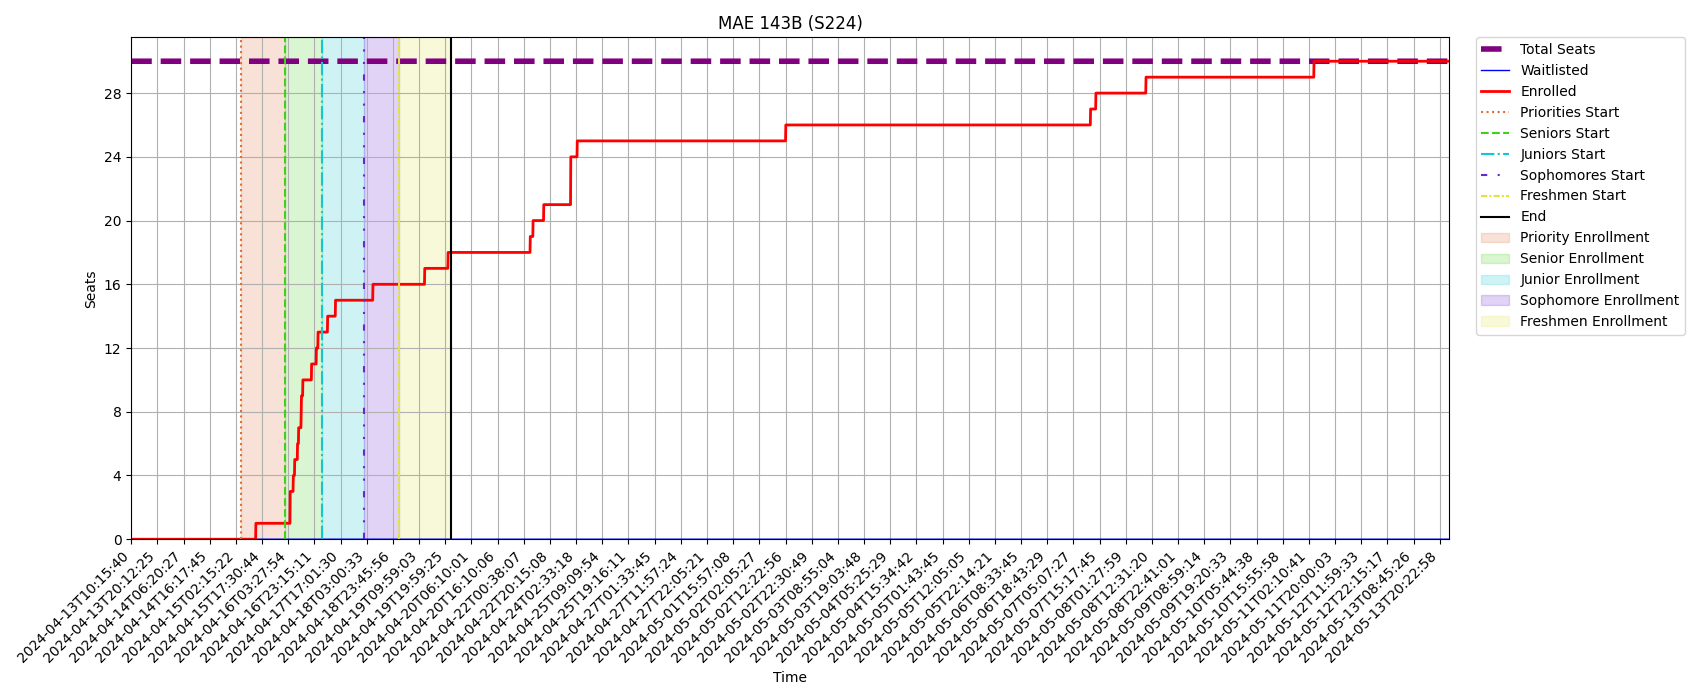 MAE 143B (S224)
Seats
28
24
20
16
12
8
4
0
2024-04-13T10:15:40
2024-04-13T20:12:25
2024-04-14T06:20:27
2024-04-14T16:17:45
2024-04-15T02:15:22
2024-04-15T17:30:44
2024-04-16T03:27:54
2024-04-16T23:15:11
2024-04-17T17:01:30
2024-04-18T03:00:33
2024-04-18T23:45:56
2024-04-19T09:59:03
2024-04-19T19:59:25
2024-04-20T06:10:01
2024-04-20T16:10:06
2024-04-22T00:38:07
2024-04-22T20:15:08
2024-04-24T02:33:18
2024-04-25T09:09:54
2024-04-25T19:16:11
2024-04-27T01:33:45
2024-04-27T11:57:24
2024-04-27T22:05:21
2024-05-01T15:57:08
2024-05-02T02:05:27
2024-05-02T12:22:56
2024-05-02T22:30:49
2024-05-03T08:55:04
2024-05-03T19:03:48
2024-05-04T05:25:29
2024-05-04T15:34:42
2024-05-05T01:43:45
2024-05-05T12:05:05
2024-05-05T22:14:21
2024-05-06T08:33:45
2024-05-06T18:43:29
2024-05-07T05:07:27
2024-05-07T15:17:45
2024-05-08T01:27:59
2024-05-08T12:31:20
2024-05-08T22:41:01
2024-05-09T08:59:14
2024-05-09T19:20:33
2024-05-10T05:44:38
2024-05-10T15:55:58
2024-05-11T02:10:41
2024-05-11T20:00:03
2024-05-12T11:59:33
2024-05-12T22:15:17
2024-05-13T08:45:26
2024-05-13T20:22:58
Time
Total Seats
Waitlisted
Enrolled
Priorities Start
Seniors Start
Juniors Start
Sophomores Start
Freshmen Start
End
Priority Enrollment
Senior Enrollment
Junior Enrollment
Sophomore Enrollment
Freshmen Enrollment